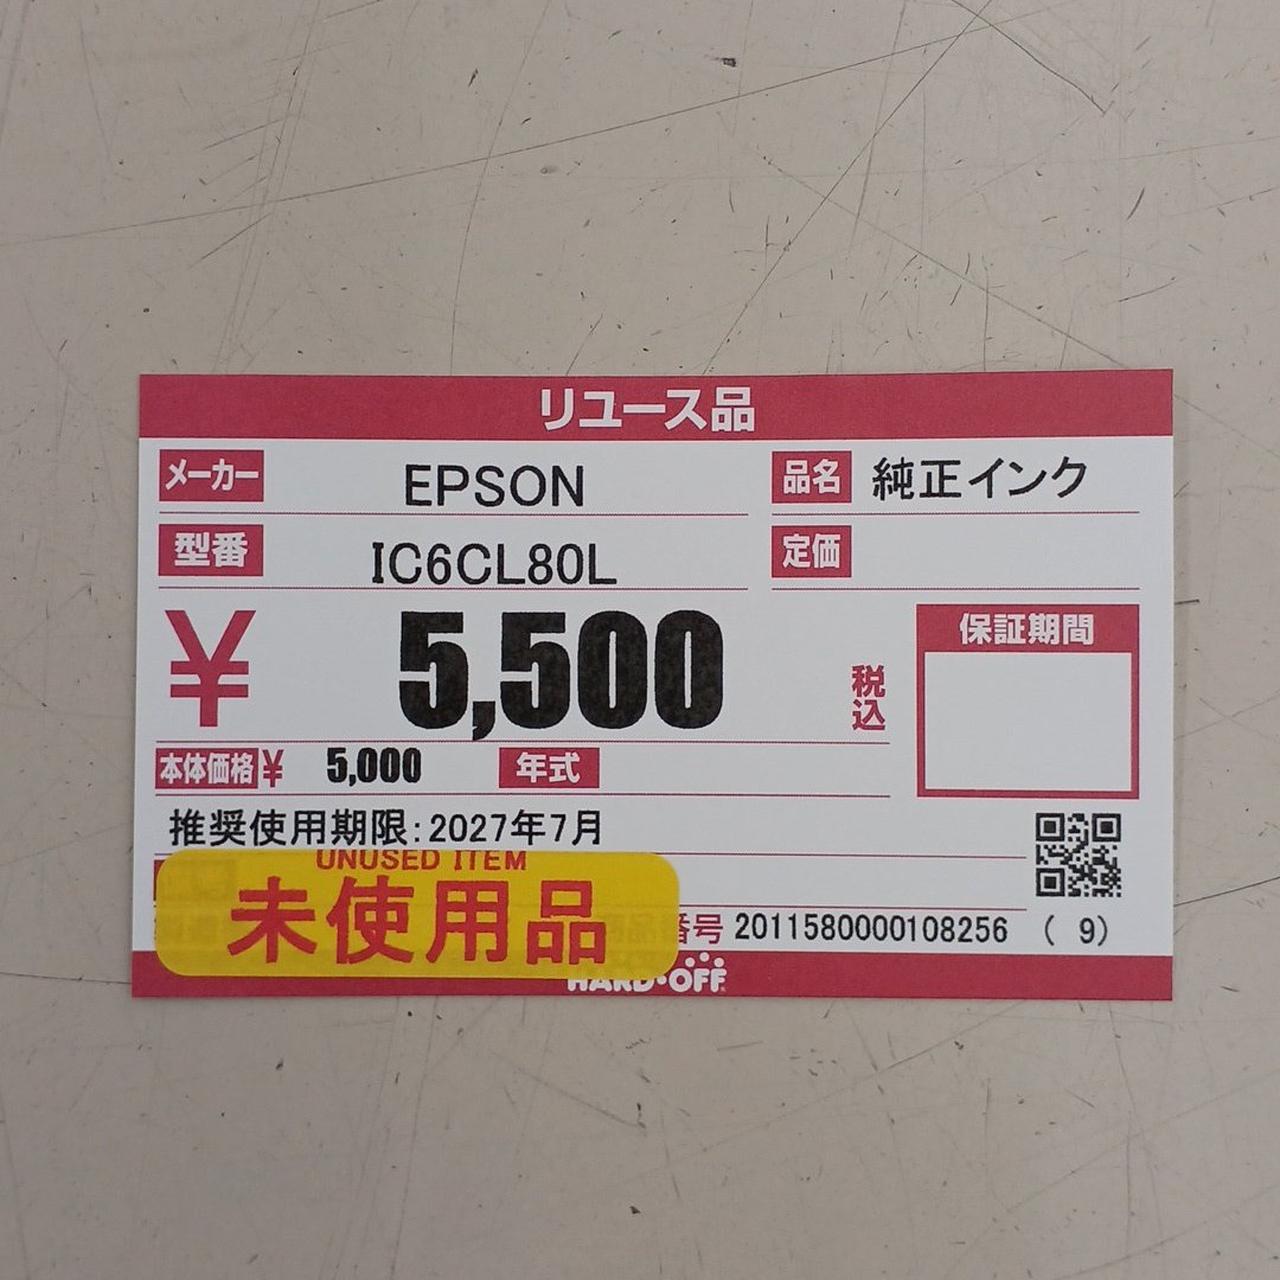 リユース品
メーカー EPSON 品名 純正インク
型番 IC6CL80L 定価
¥ 5,500 税込
保証期間
本体価格¥ 5,000 年式
推奨使用期限:2027年7月
UNUSED ITEM
未使用品
番号 2011580000108256 ( 9)
HARD・OFF